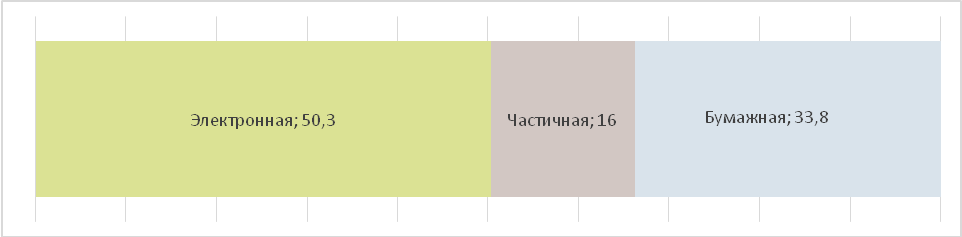 Электронная; 50,3
Частичная; 16
Бумажная; 33,8